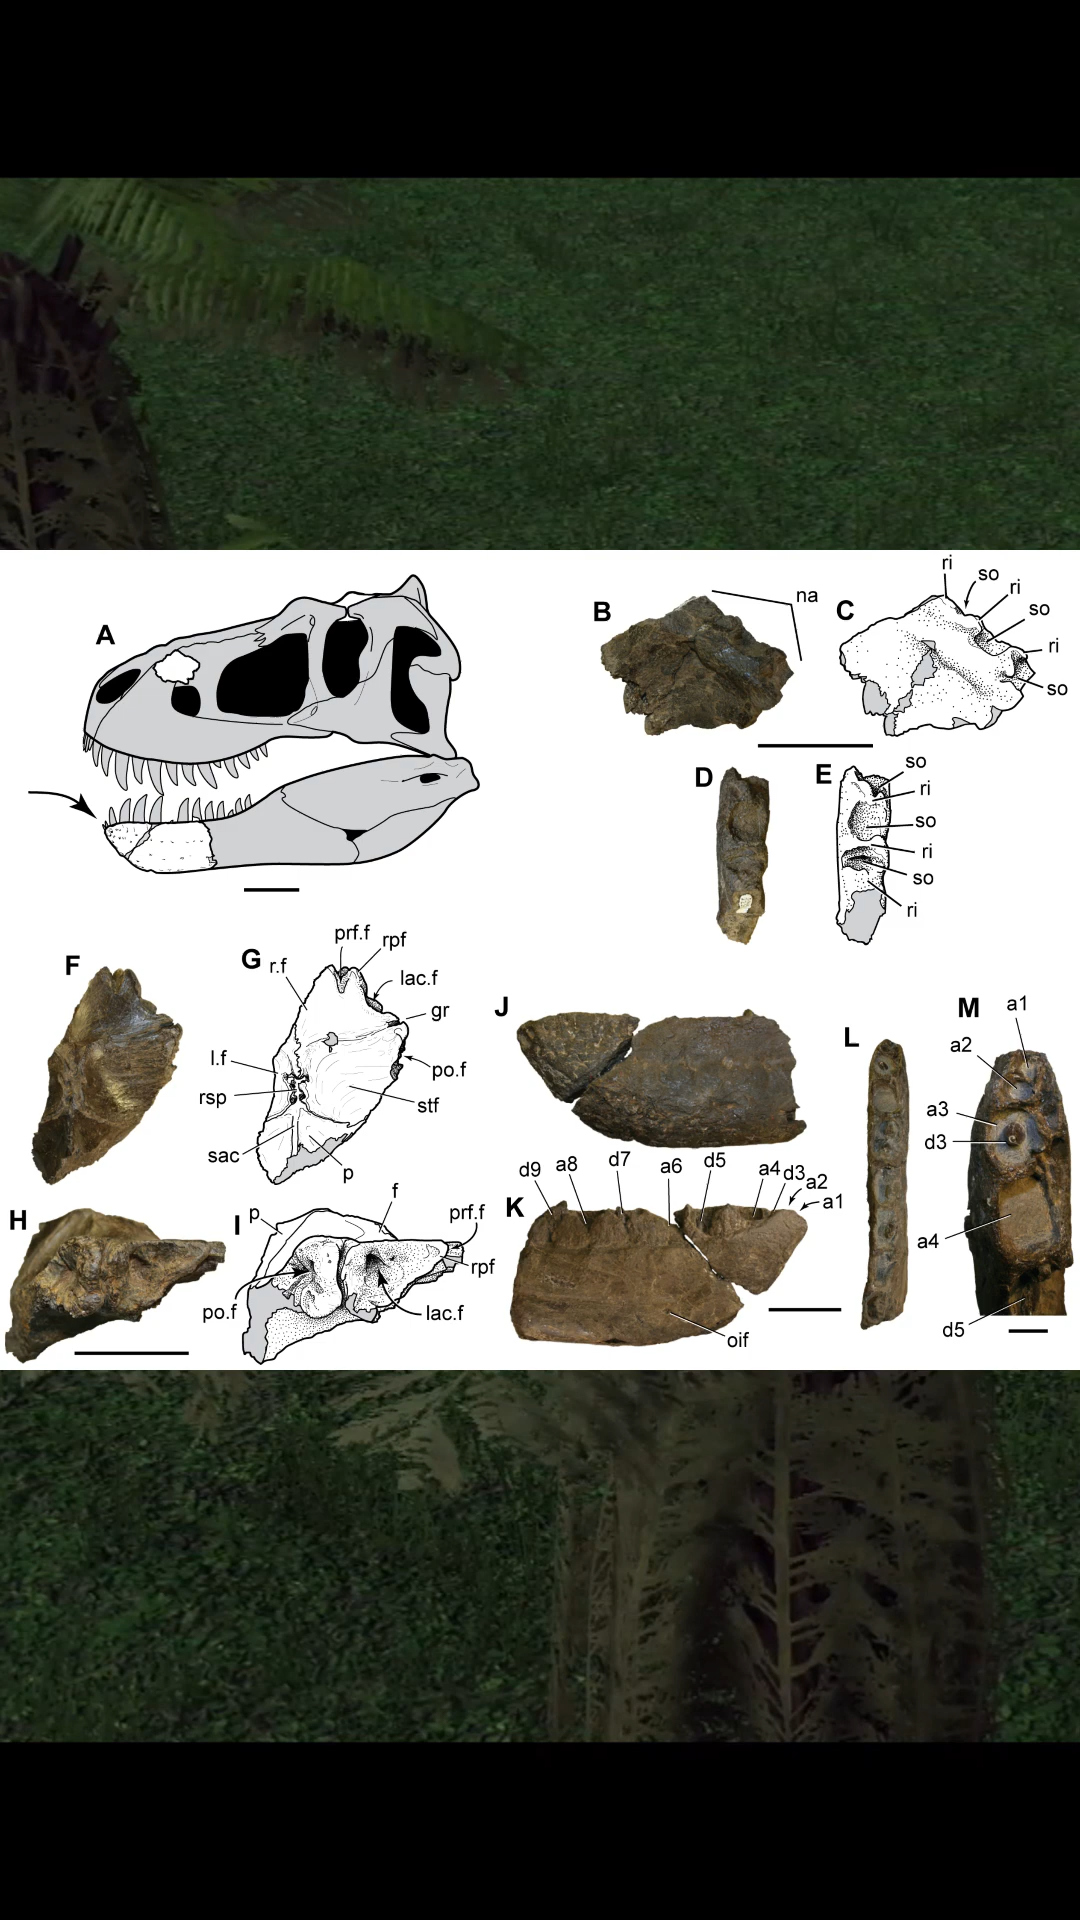 A
B
na
C
ri
so
ri
so
ri
so
D
E
so
ri
so
ri
so
ri
F
G
prf.f
rpf
r.f
lac.f
gr
l.f
po.f
rsp
stf
sac
p
H
I
p
f
prf.f
rpf
po.f
lac.f
J
K
d9
a8
d7
a6
d5
a4
d3
a2
a1
oif
L
M
a1
a2
a3
d3
a4
d5